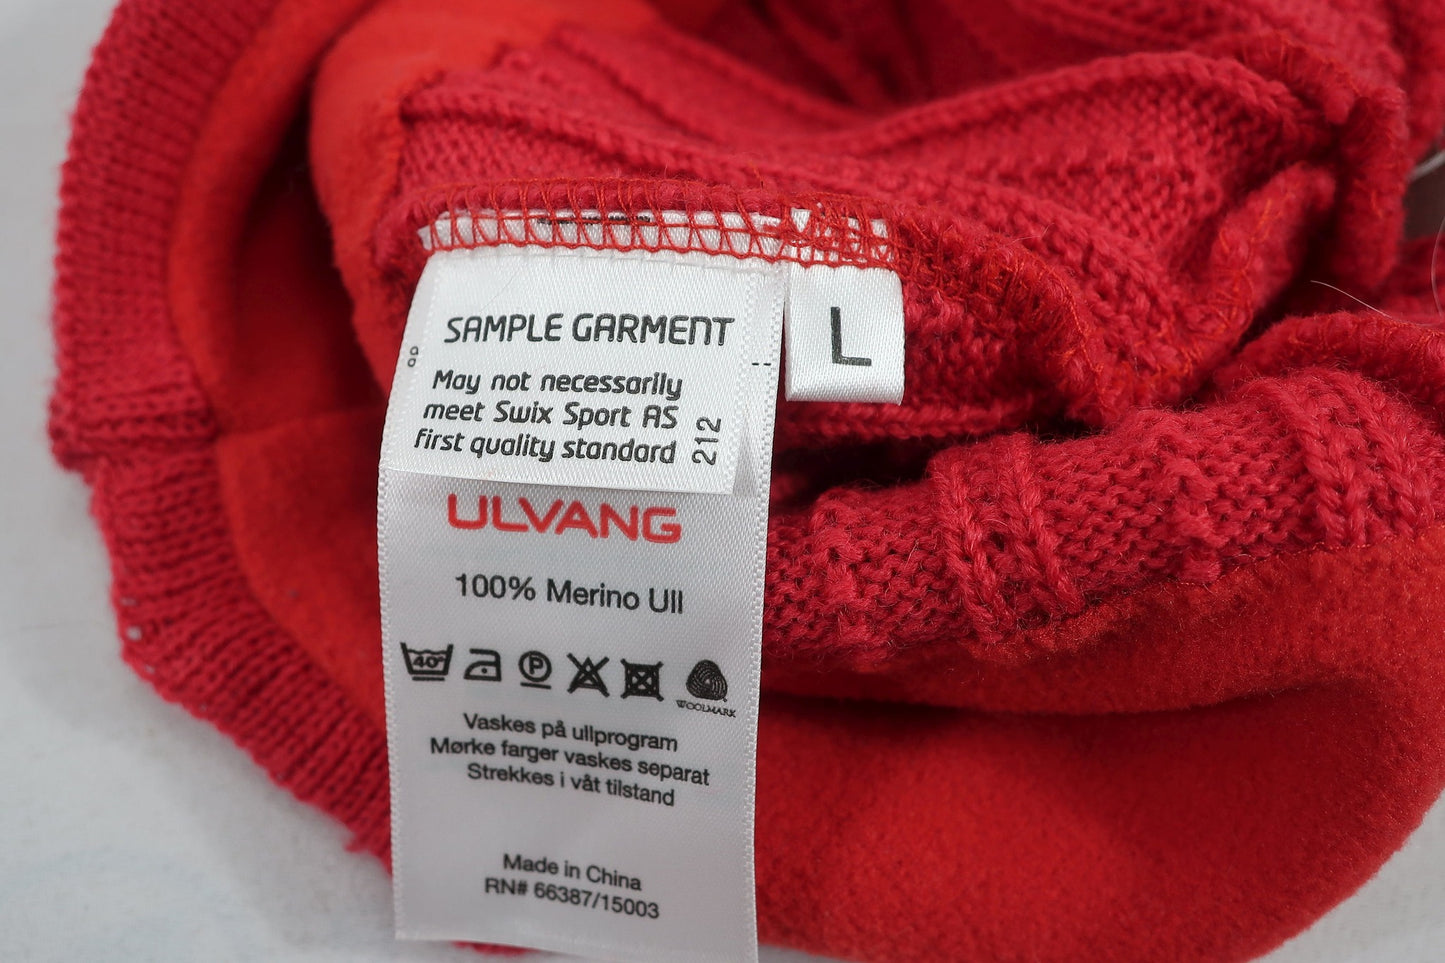 SAMPLE GARMENT
May not necessarily
meet Swix Sport AS
first quality standard
212
L
ULVANG
100% Merino Ull
40°
P
WOOLMARK
Vaskes på ullprogram
Mørke farger vaskes separat
Strekkes i våt tilstand
Made in China
RN# 66387/15003